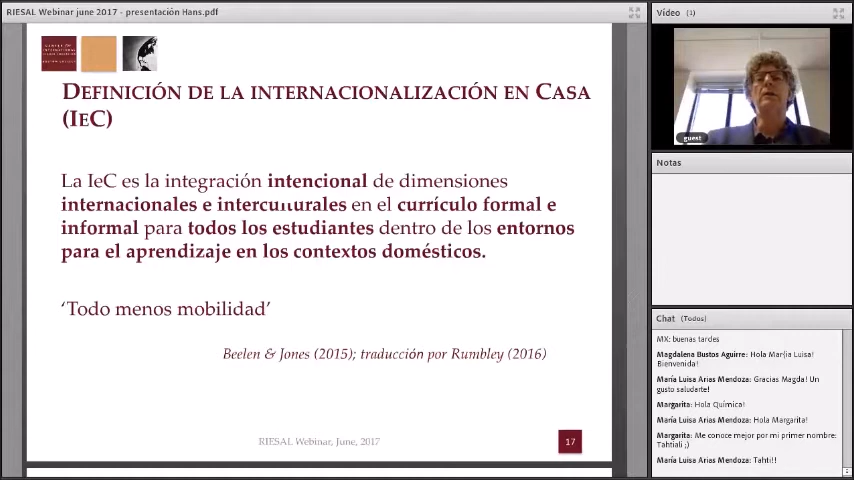 RIESAL Webinar june 2017 - presentación Hans.pdf
DEFINICIÓN DE LA INTERNACIONALIZACIÓN EN CASA
(IEC)
La IeC es la integración intencional de dimensiones
internacionales e interculturales en el currículo formal e
informal para todos los estudiantes dentro de los entornos
para el aprendizaje en los contextos domésticos.
‘Todo menos mobilidad’
Beelen & Jones (2015); traducción por Rumbley (2016)
RIESAL Webinar, June, 2017
17
Vídeo (1)
guest
Notas
Chat (Todos)
MX: buenas tardes
Magdalena Bustos Aguirre: Hola Mar{ia Luisa!
Bienvenida!
María Luisa Arias Mendoza: Gracias Magda! Un
gusto saludarte!
Margarita: Hola Química!
María Luisa Arias Mendoza: Hola Margarita!
Margarita: Me conoce mejor por mi primer nombre:
Tahtiali ;)
María Luisa Arias Mendoza: Tahti!!